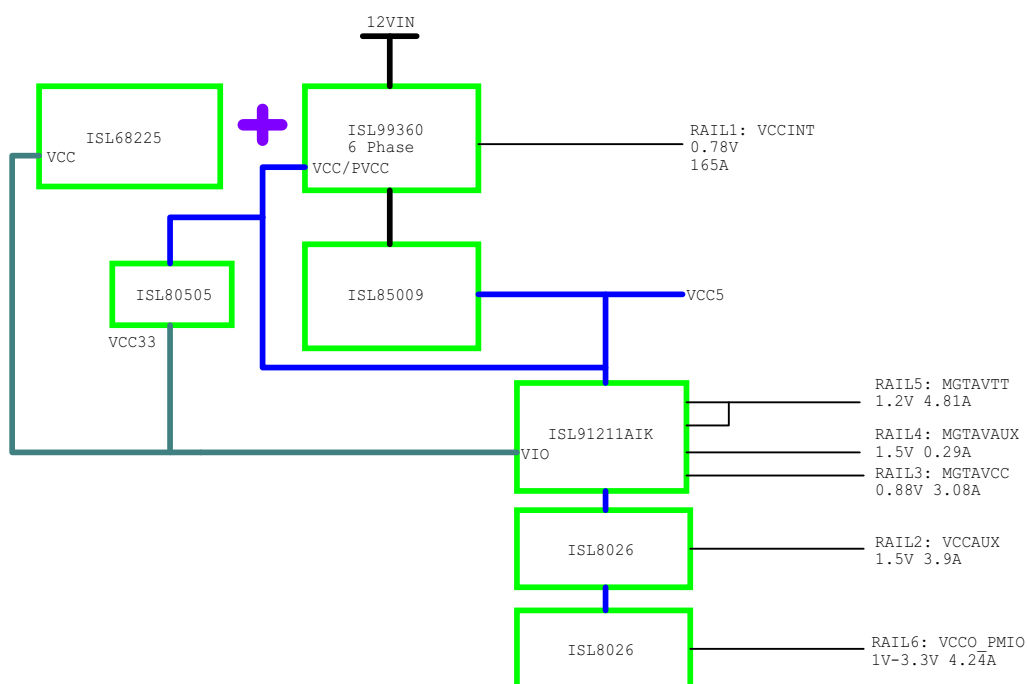 12VIN
ISL68225
VCC
ISL99360
6 Phase
VCC/PVCC
RAIL1: VCCINT
0.78V
165A
ISL80505
VCC33
ISL85009
VCC5
ISL91211AIK
VIO
RAIL5: MGTAVTT
1.2V 4.81A
RAIL4: MGTAVAUX
1.5V 0.29A
RAIL3: MGTAVCC
0.88V 3.08A
ISL8026
RAIL2: VCCAUX
1.5V 3.9A
ISL8026
RAIL6: VCCO_PMIO
1V-3.3V 4.24A